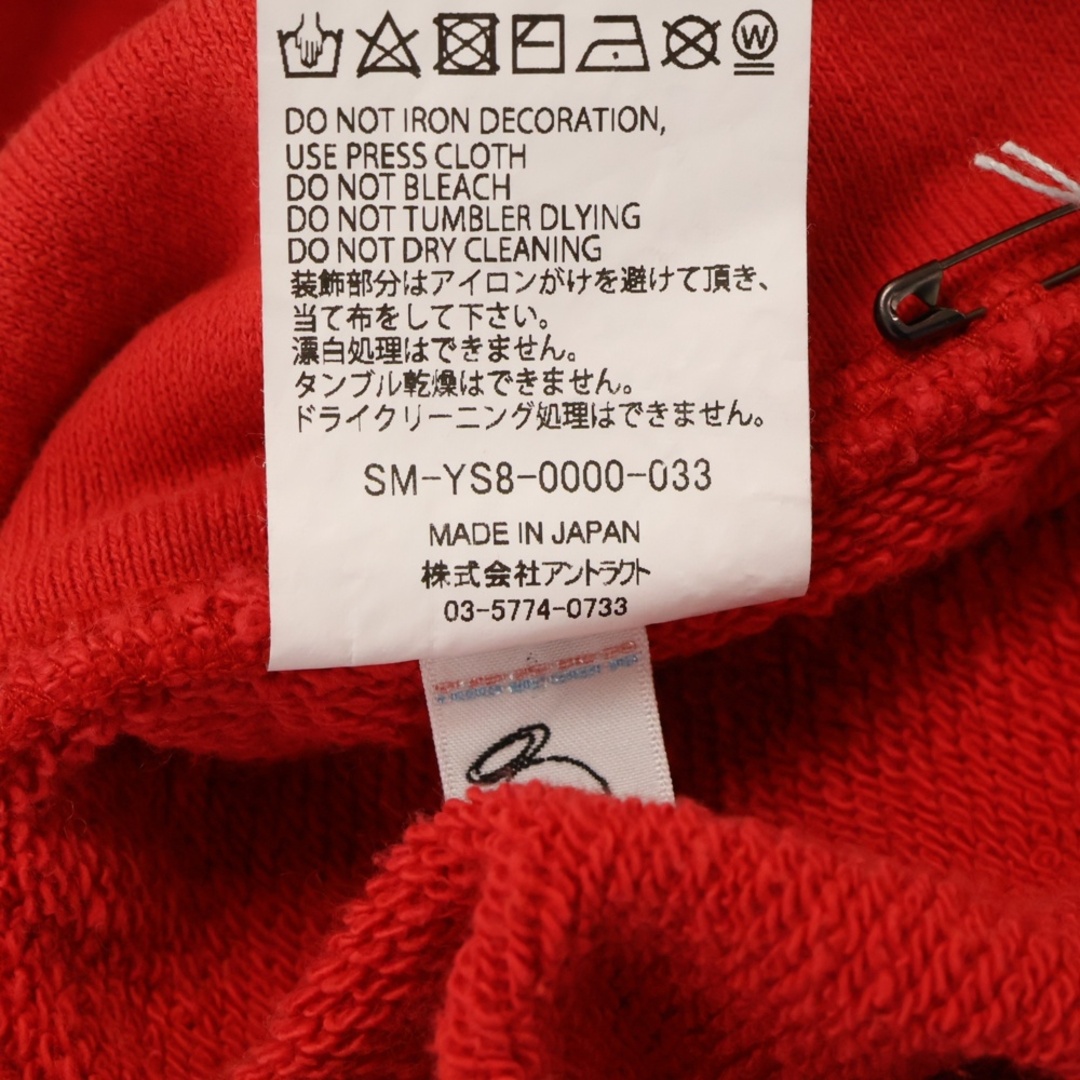 W
DO NOT IRON DECORATION,
USE PRESS CLOTH
DO NOT BLEACH
DO NOT TUMBLER DLYING
DO NOT DRY CLEANING
装飾部分はアイロンがけを避けて頂き、
当て布をして下さい。
漂白処理はできません。
タンブル乾燥はできません。
ドライクリーニング処理はできません。
SM-YS8-0000-033
MADE IN JAPAN
株式会社アントラクト
03-5774-0733